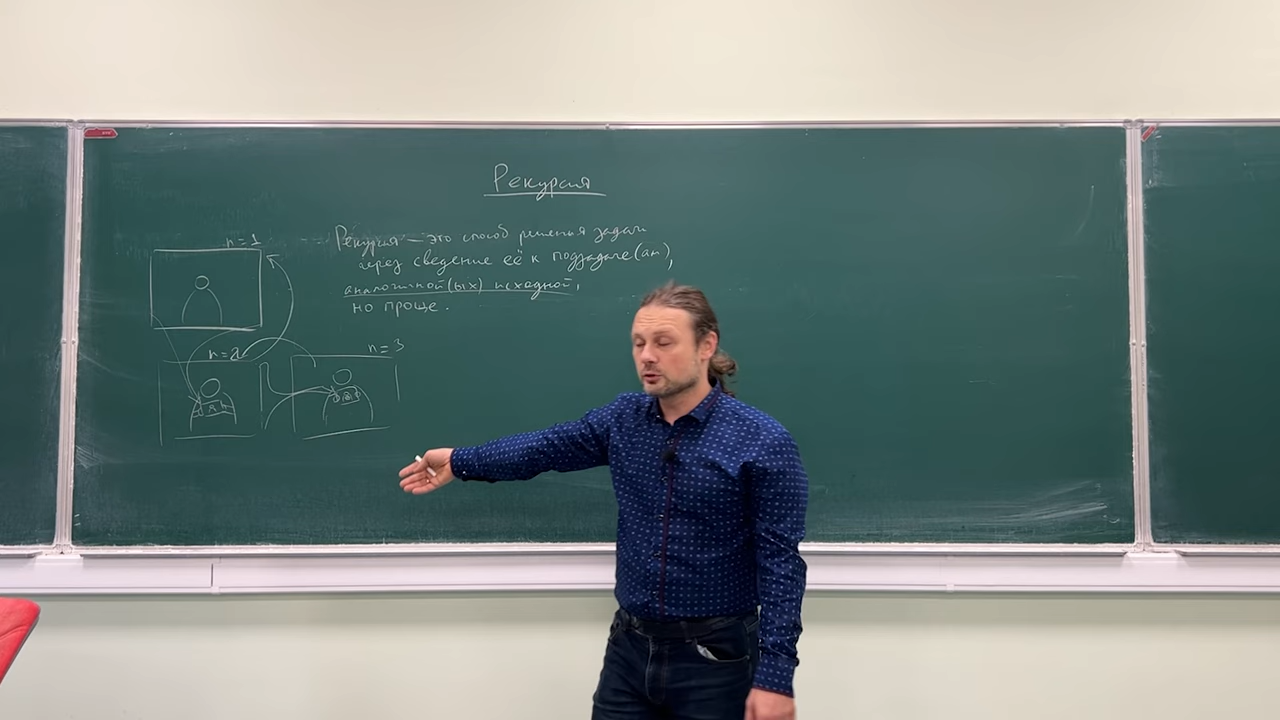 Рекурсия
Рекурсия — это способ решения задачи
через сведение её к подзадаче(ам),
аналогичной(ых) исходной,
но проще.
n=1
n=2
n=3